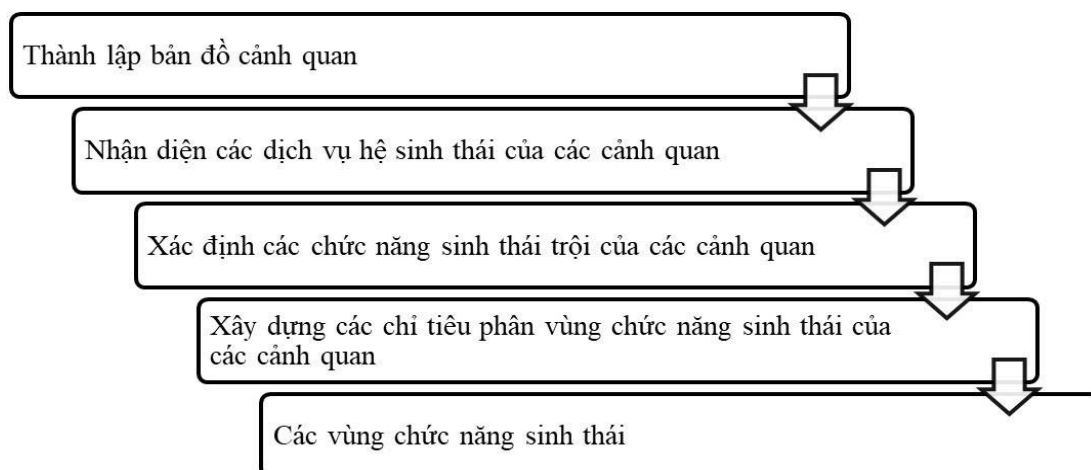 Thành lập bản đồ cảnh quan
Nhận diện các dịch vụ hệ sinh thái của các cảnh quan
Xác định các chức năng sinh thái trội của các cảnh quan
Xây dựng các chỉ tiêu phân vùng chức năng sinh thái của
các cảnh quan
Các vùng chức năng sinh thái